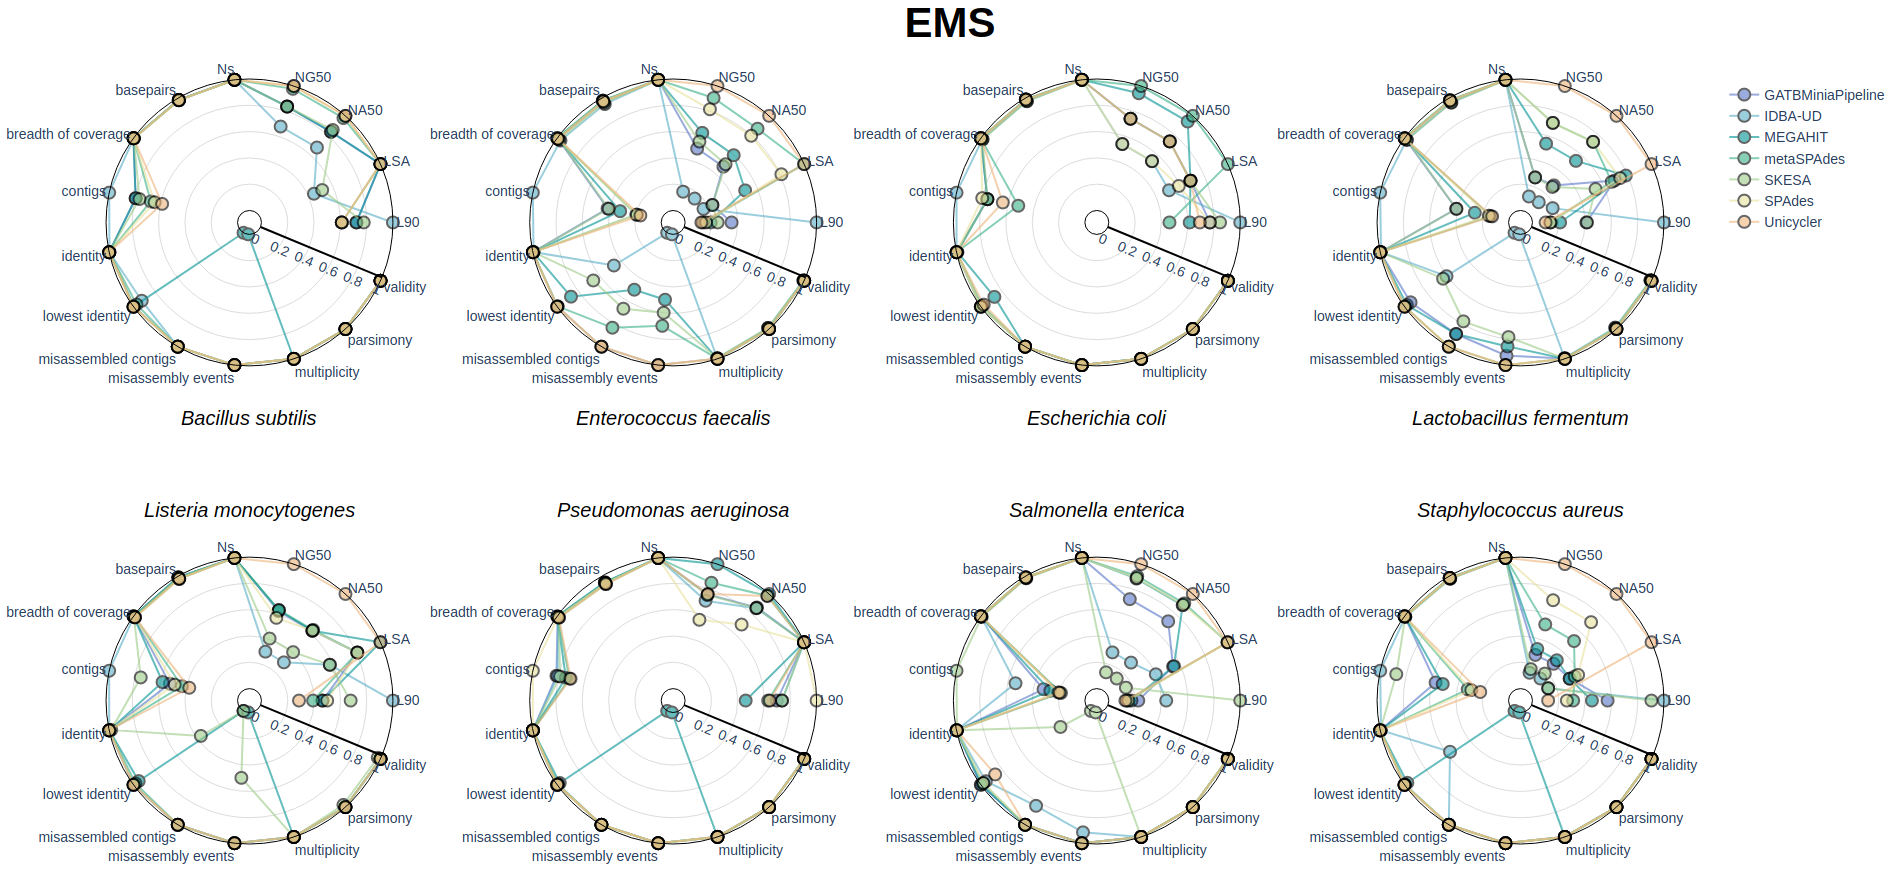 EMS
Ns
NG50
NA50
LSA
L90
validity
parsimony
multiplicity
misassembly events
misassembled contigs
lowest identity
identity
contigs
breadth of coverage
basepairs
0 0.2 0.4 0.6 0.8
Bacillus subtilis
Ns
NG50
NA50
LSA
L90
validity
parsimony
multiplicity
misassembly events
misassembled contigs
lowest identity
identity
contigs
breadth of coverage
basepairs
0 0.2 0.4 0.6 0.8
Enterococcus faecalis
Ns
NG50
NA50
LSA
L90
validity
parsimony
multiplicity
misassembly events
misassembled contigs
lowest identity
identity
contigs
breadth of coverage
basepairs
0 0.2 0.4 0.6 0.8
Escherichia coli
Ns
NG50
NA50
LSA
L90
validity
parsimony
multiplicity
misassembly events
misassembled contigs
lowest identity
identity
contigs
breadth of coverage
basepairs
0 0.2 0.4 0.6 0.8
Lactobacillus fermentum
GATBMiniaPipeline
IDBA-UD
MEGAHIT
metaSPAdes
SKESA
SPAdes
Unicycler
Listeria monocytogenes
Ns
NG50
NA50
LSA
L90
validity
parsimony
multiplicity
misassembly events
misassembled contigs
lowest identity
identity
contigs
breadth of coverage
basepairs
0 0.2 0.4 0.6 0.8
Pseudomonas aeruginosa
Ns
NG50
NA50
LSA
L90
validity
parsimony
multiplicity
misassembly events
misassembled contigs
lowest identity
identity
contigs
breadth of coverage
basepairs
0 0.2 0.4 0.6 0.8
Salmonella enterica
Ns
NG50
NA50
LSA
L90
validity
parsimony
multiplicity
misassembly events
misassembled contigs
lowest identity
identity
contigs
breadth of coverage
basepairs
0 0.2 0.4 0.6 0.8
Staphylococcus aureus
Ns
NG50
NA50
LSA
L90
validity
parsimony
multiplicity
misassembly events
misassembled contigs
lowest identity
identity
contigs
breadth of coverage
basepairs
0 0.2 0.4 0.6 0.8